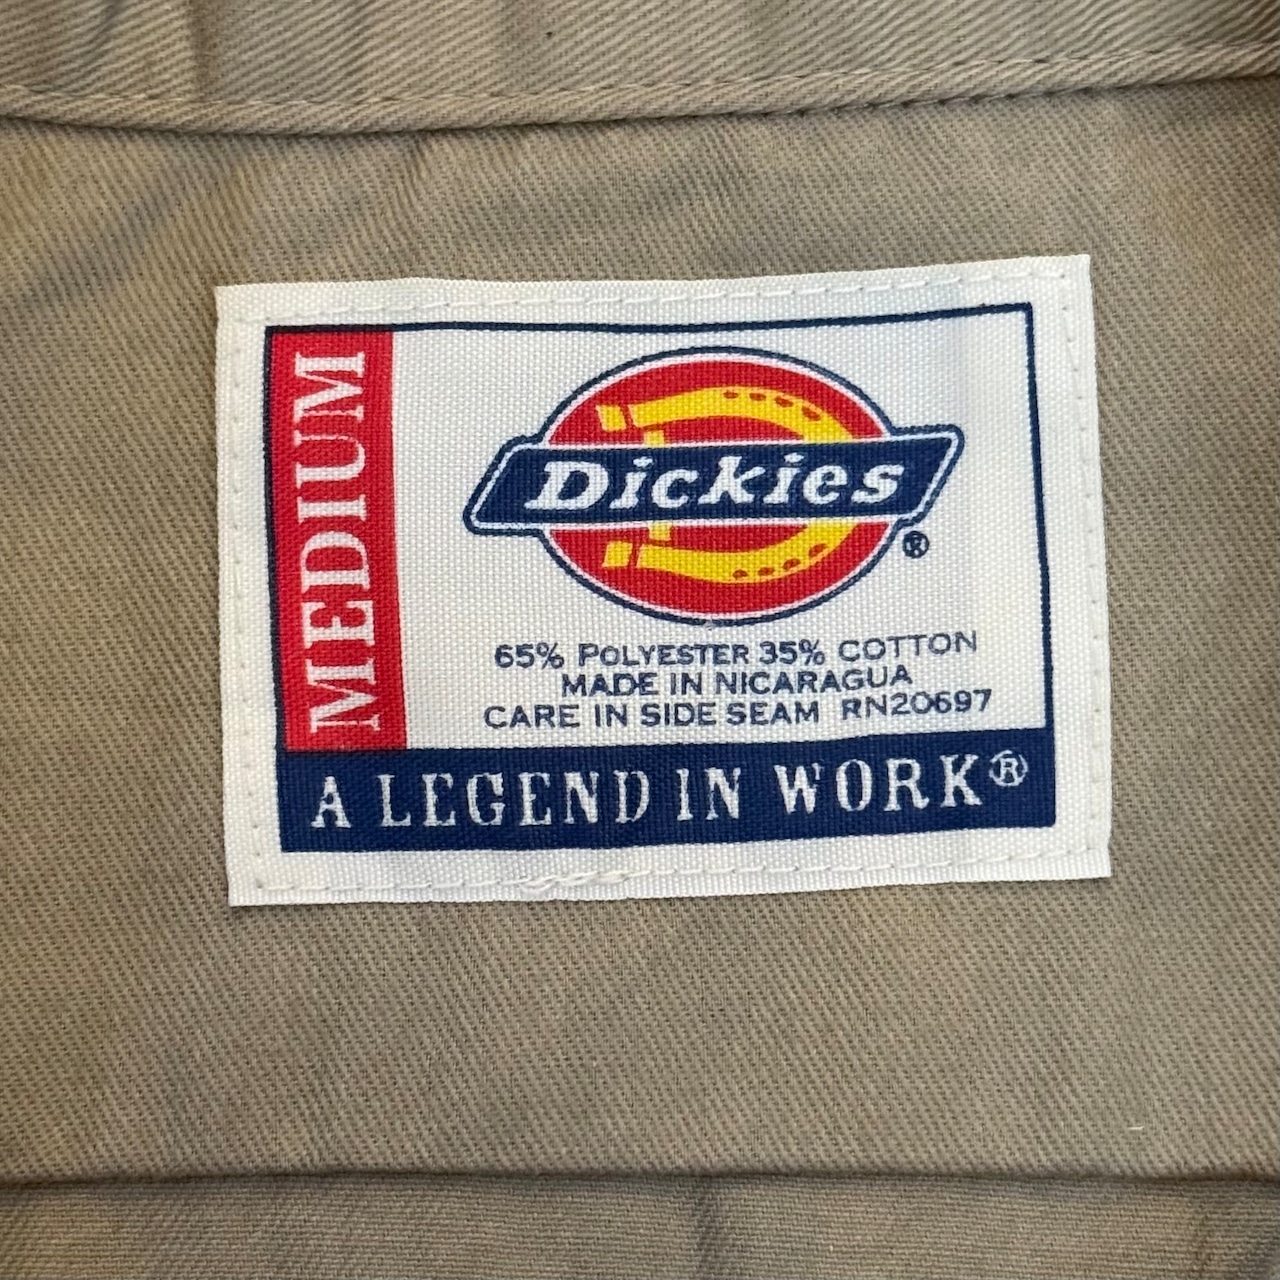 MEDIUM
Dickies®
65% POLYESTER 35% COTTON
MADE IN NICARAGUA
CARE IN SIDE SEAM RN20697
A LEGEND IN WORK®